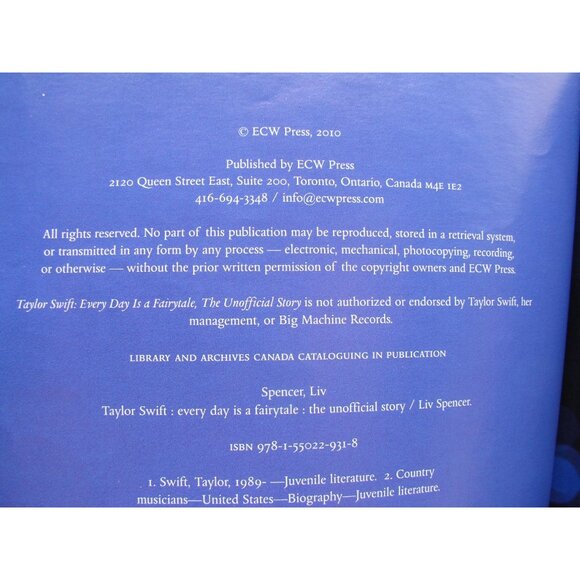 © ECW Press, 2010
Published by ECW Press
2120 Queen Street East, Suite 200, Toronto, Ontario, Canada M4E 1E2
416-694-3348 / info@ecwpress.com
All rights reserved. No part of this publication may be reproduced, stored in a retrieval system,
or transmitted in any form by any process — electronic, mechanical, photocopying, recording,
or otherwise — without the prior written permission of the copyright owners and ECW Press.
Taylor Swift: Every Day Is a Fairytale, The Unofficial Story is not authorized or endorsed by Taylor Swift, her
management, or Big Machine Records.
LIBRARY AND ARCHIVES CANADA CATALOGUING IN PUBLICATION
Spencer, Liv
Taylor Swift : every day is a fairytale : the unofficial story / Liv Spencer.
ISBN 978-1-55022-931-8
1. Swift, Taylor, 1989- —Juvenile literature. 2. Country
musicians—United States—Biography—Juvenile literature.